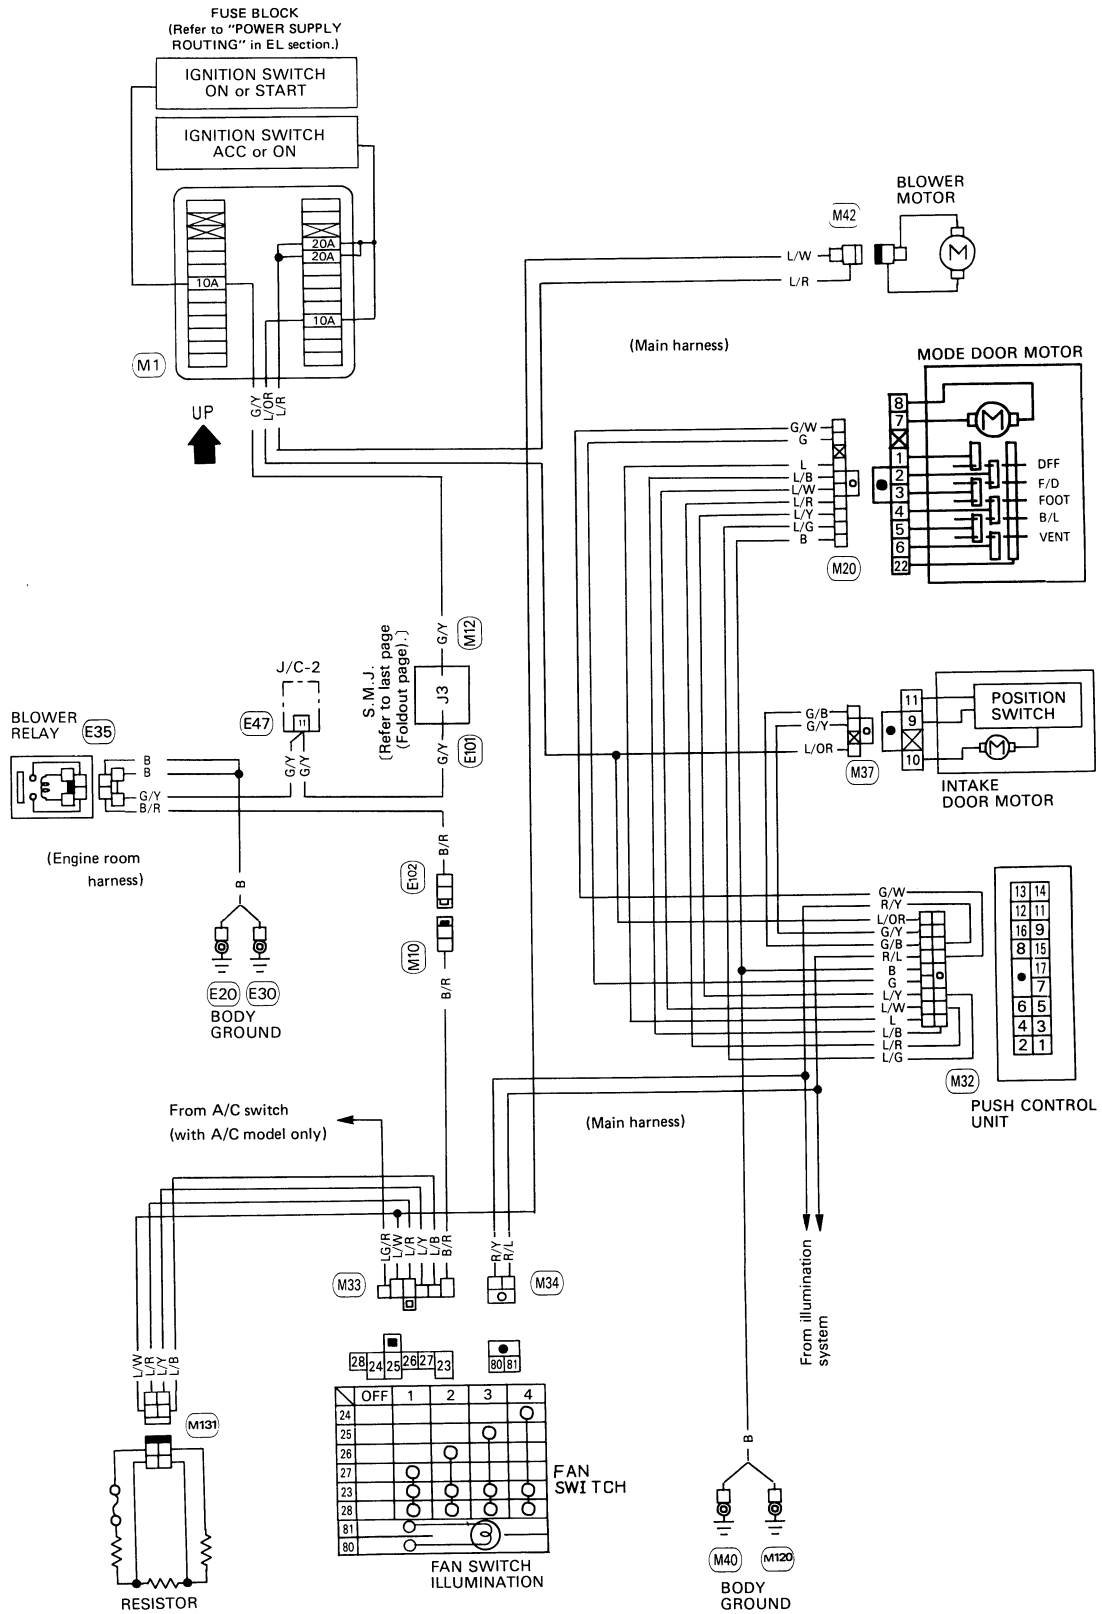 FUSE BLOCK
(Refer to "POWER SUPPLY
ROUTING" in EL section.)
IGNITION SWITCH
ON or START
IGNITION SWITCH
ACC or ON
20A
20A
10A
10A
M1
UP
G/Y
L/OR
L/R
BLOWER
MOTOR
M42
L/W
L/R
M
(Main harness)
MODE DOOR MOTOR
8
7
1
2
3
4
5
6
22
M
DFF
F/D
FOOT
B/L
VENT
G/W
G
L
L/B
L/W
L/R
L/Y
L/G
B
M20
G/Y
M12
S.M.J.
(Refer to last page
(Foldout page).)
J3
G/Y
E101
J/C-2
E47
11
G/Y
G/Y
BLOWER
RELAY
E35
B
B
G/Y
B/R
(Engine room
harness)
B
E20
E30
BODY
GROUND
B/R
E102
M10
B/R
G/B
G/Y
L/OR
M37
11
9
10
POSITION
SWITCH
M
INTAKE
DOOR MOTOR
G/W
R/Y
L/OR
G/Y
G/B
R/L
B
G
L/Y
L/W
L
L/B
L/R
L/G
M32
13 14
12 11
16 9
8 15
17
7
6 5
4 3
2 1
PUSH CONTROL
UNIT
From A/C switch
(with A/C model only)
(Main harness)
LG/R
L/W
L/R
L/Y
L/B
B/R
M33
R/Y
R/L
M34
From illumination
system
L/W
L/R
L/Y
L/B
M131
RESISTOR
28 24 25 26 27 23
80 81
OFF 1 2 3 4
24
25
26
27
23
28
81
80
FAN
SWITCH
FAN SWITCH
ILLUMINATION
B
M40
M120
BODY
GROUND